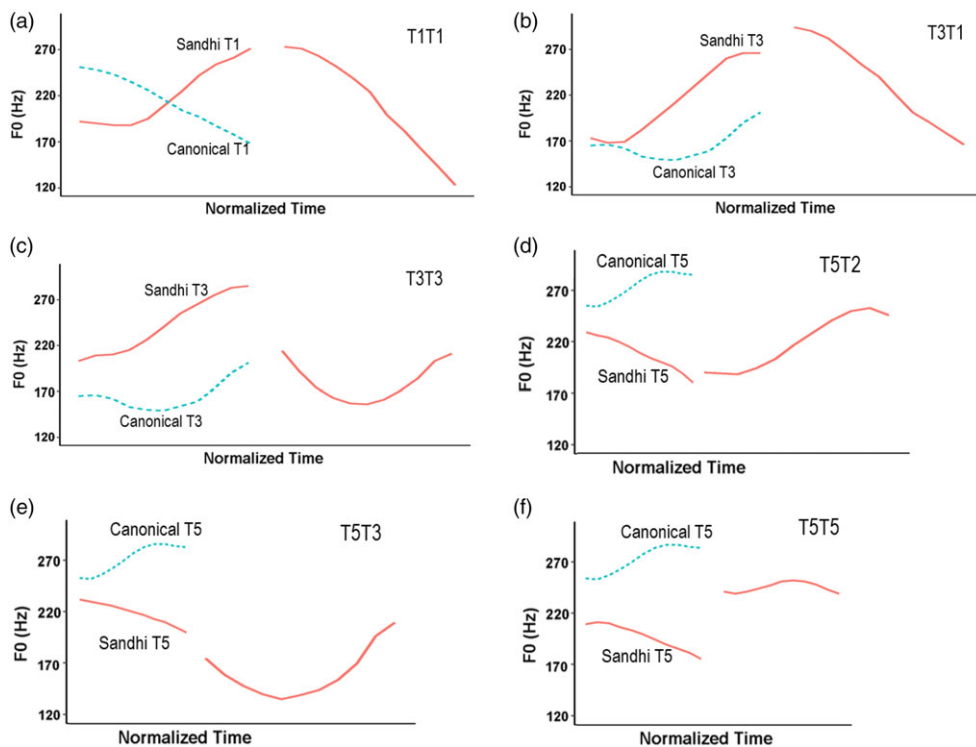 (a)
T1T1
Sandhi T1
Canonical T1
F0 (Hz)
270
220
170
120
Normalized Time
(b)
T3T1
Sandhi T3
Canonical T3
F0 (Hz)
270
220
170
120
Normalized Time
(c)
T3T3
Sandhi T3
Canonical T3
F0 (Hz)
270
220
170
120
Normalized Time
(d)
T5T2
Canonical T5
Sandhi T5
F0 (Hz)
270
220
170
120
Normalized Time
(e)
T5T3
Canonical T5
Sandhi T5
F0 (Hz)
270
220
170
120
Normalized Time
(f)
T5T5
Canonical T5
Sandhi T5
F0 (Hz)
270
220
170
120
Normalized Time